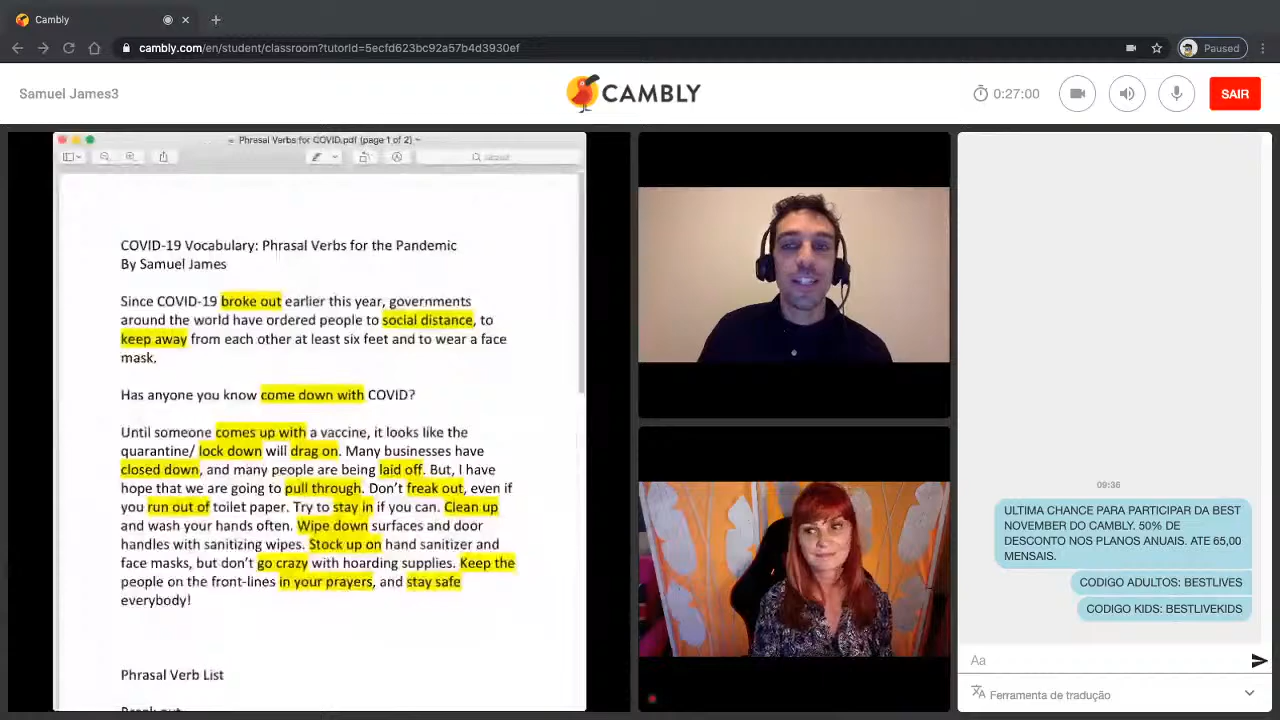 Cambly
cambly.com/en/student/classroom?tutorId=5ecfd623bc92a57b4d3930ef
Paused
Samuel James3
CAMBLY
0:27:00
SAIR
Phrasal Verbs for COVID.pdf (page 1 of 2)
COVID-19 Vocabulary: Phrasal Verbs for the Pandemic
By Samuel James
Since COVID-19 broke out earlier this year, governments
around the world have ordered people to social distance, to
keep away from each other at least six feet and to wear a face
mask.
Has anyone you know come down with COVID?
Until someone comes up with a vaccine, it looks like the
quarantine/ lock down will drag on. Many businesses have
closed down, and many people are being laid off. But, I have
hope that we are going to pull through. Don't freak out, even if
you run out of toilet paper. Try to stay in if you can. Clean up
and wash your hands often. Wipe down surfaces and door
handles with sanitizing wipes. Stock up on hand sanitizer and
face masks, but don't go crazy with hoarding supplies. Keep the
people on the front-lines in your prayers, and stay safe
everybody!
Phrasal Verb List
Break out
09:36
ULTIMA CHANCE PARA PARTICIPAR DA BEST
NOVEMBER DO CAMBLY. 50% DE
DESCONTO NOS PLANOS ANUAIS. ATE 65,00
MENSAIS.
CODIGO ADULTOS: BESTLIVES
CODIGO KIDS: BESTLIVEKIDS
Aa
Ferramenta de tradução